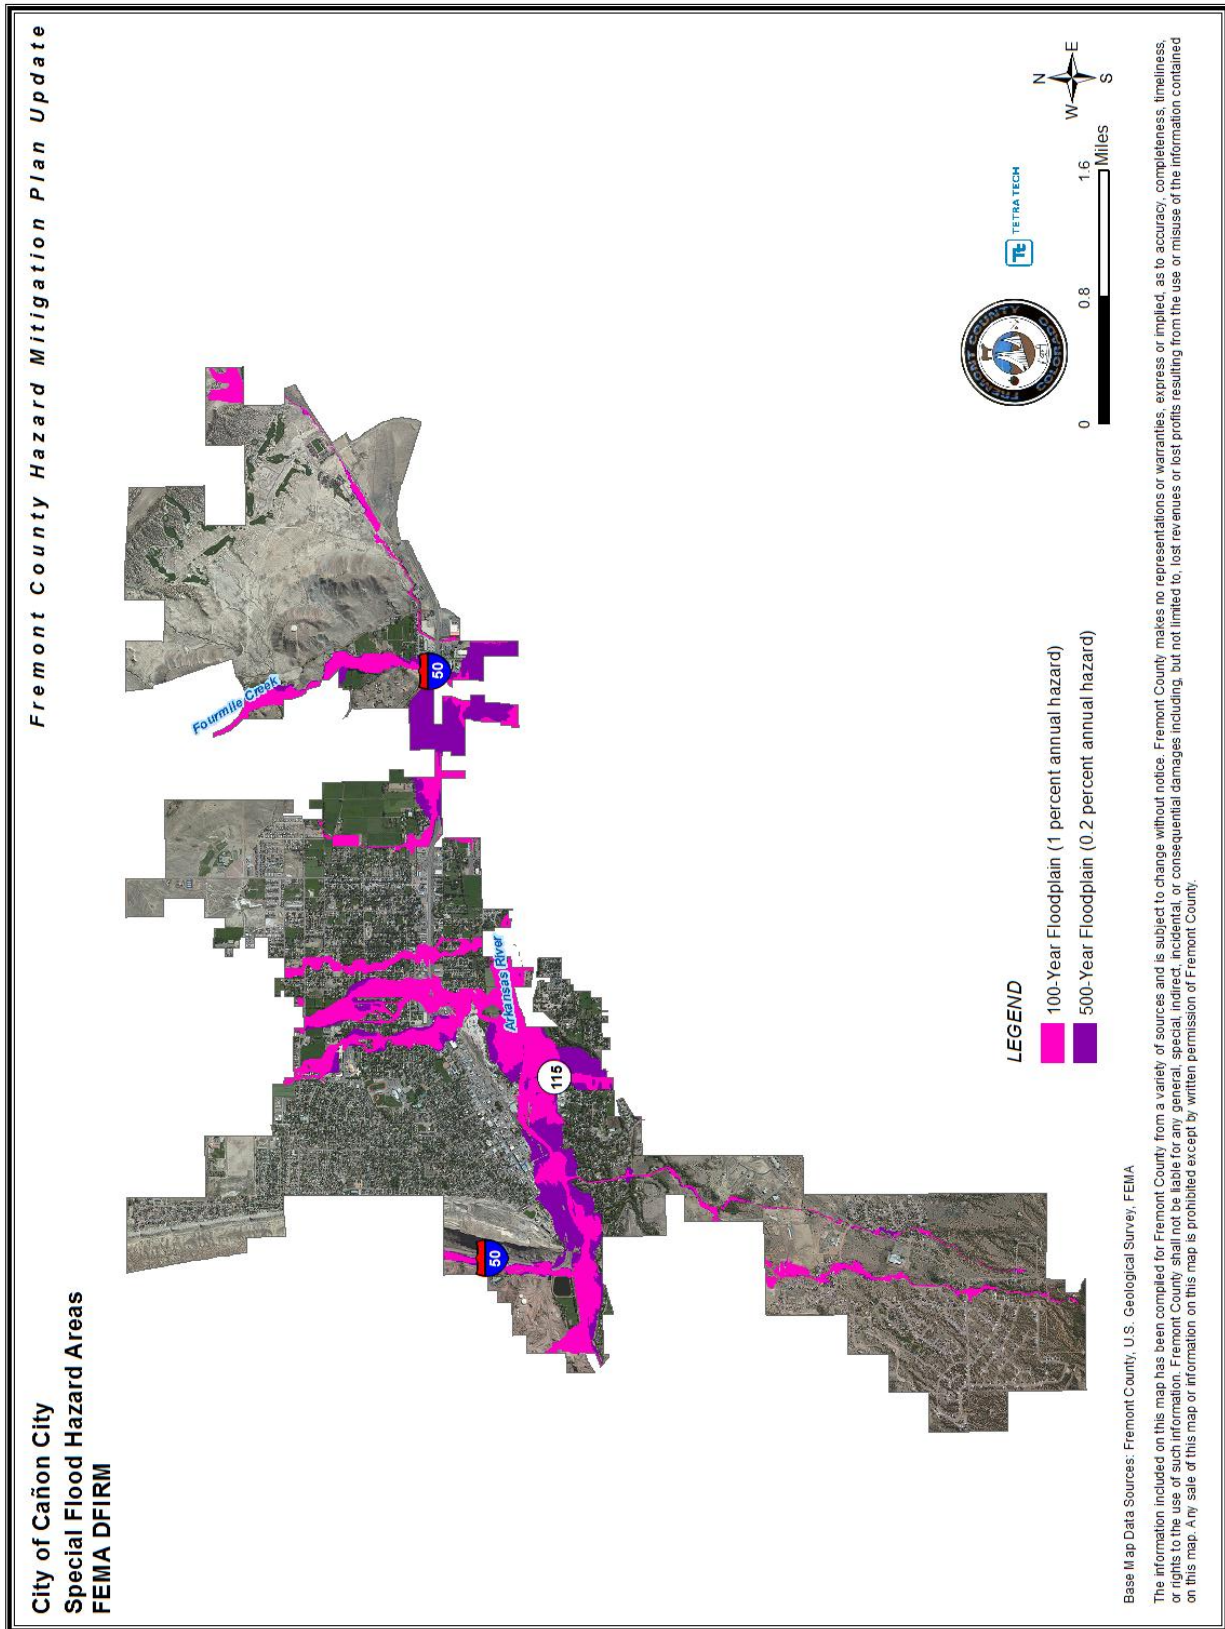 Fremont County Hazard Mitigation Plan Update
City of Cañon City
Special Flood Hazard Areas
FEMA DFIRM
Fourmile Creek
50
Arkansas River
115
50
LEGEND
100-Year Floodplain (1 percent annual hazard)
500-Year Floodplain (0.2 percent annual hazard)
FREMONT COUNTY
COLORADO
Tt TETRA TECH
N
W E
S
0 0.8 1.6
Miles
Base Map Data Sources: Fremont County, U.S. Geological Survey, FEMA
The information included on this map has been compiled for Fremont County from a variety of sources and is subject to change without notice. Fremont County makes no representations or warranties, express or implied, as to accuracy, completeness, timeliness,
or rights to the use of such information. Fremont County shall not be liable for any general, special, indirect, incidental, or consequential damages including, but not limited to, lost revenues or lost profits resulting from the use or misuse of the information contained
on this map. Any sale of this map or information on this map is prohibited except by written permission of Fremont County.